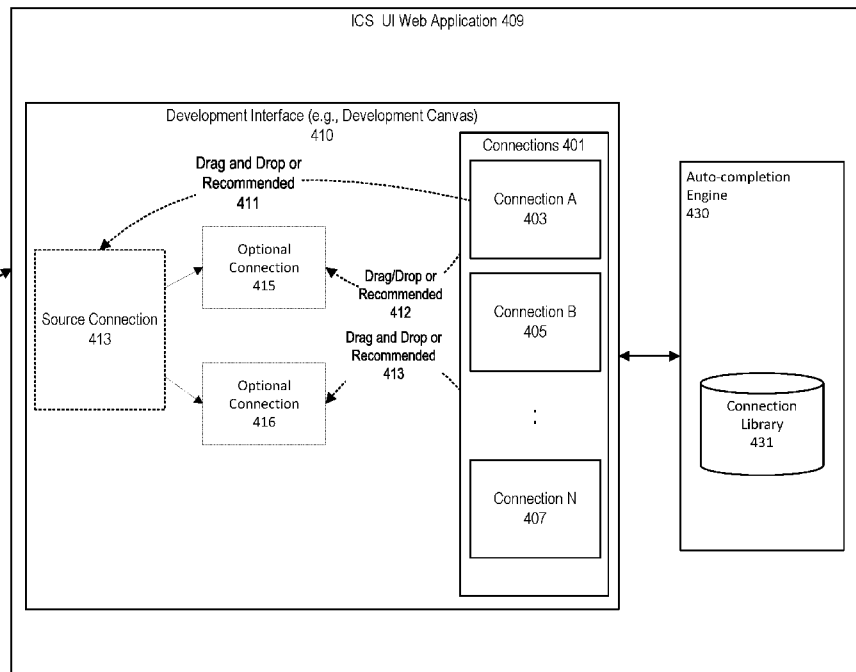 ICS UI Web Application 409
Development Interface (e.g., Development Canvas)
410
Connections 401
Drag and Drop or
Recommended
411
Connection A
403
Auto-completion
Engine
430
Optional
Connection
415
Drag/Drop or
Recommended
412
Source Connection
413
Connection B
405
Drag and Drop or
Recommended
413
Optional
Connection
416
:
Connection
Library
431
Connection N
407